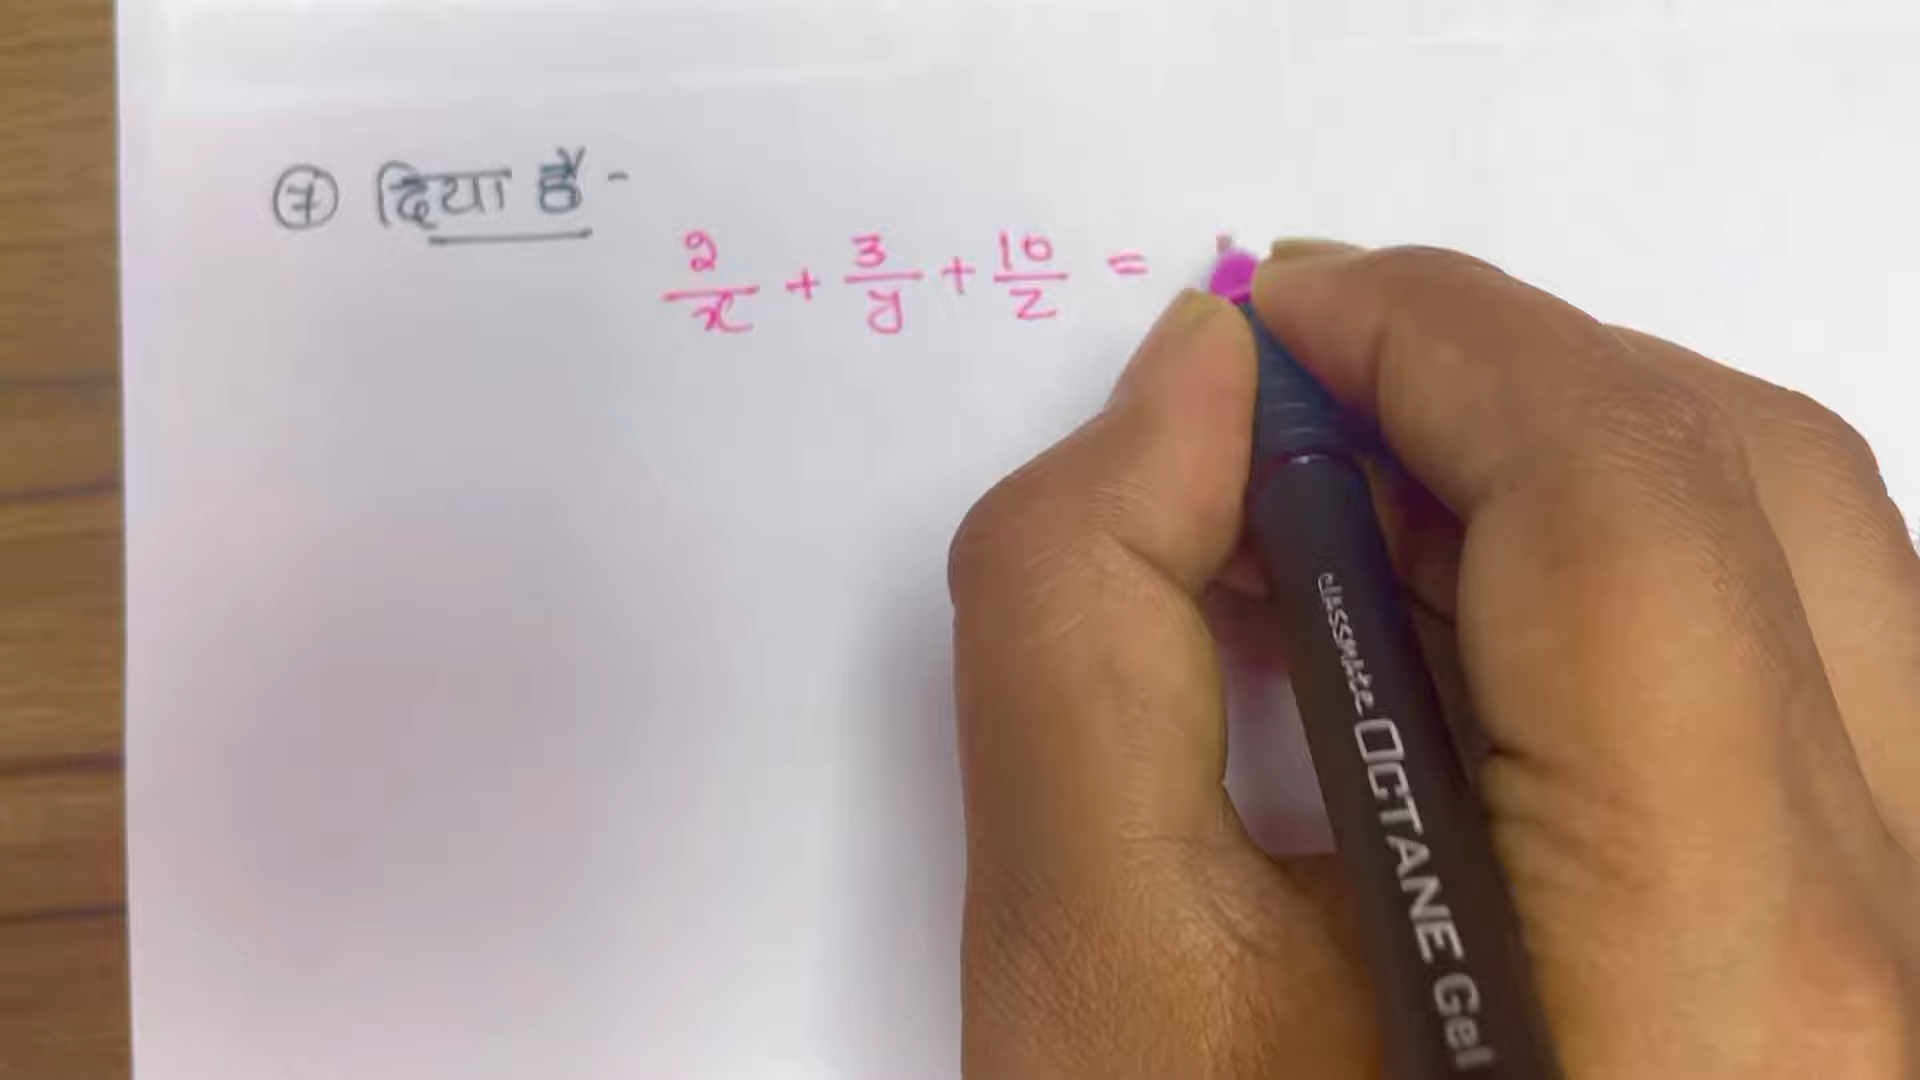 ⑦ दिया है -
2/x + 3/y + 10/z =
classmate OCTANE Gel